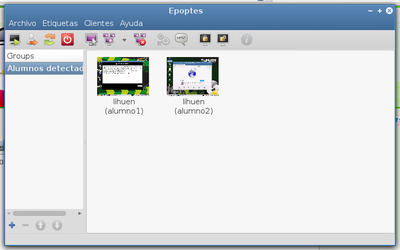 Epoptes
Archivo Etiquetas Clientes Ayuda
Groups
Alumnos detectad
lihuen
(alumno1)
lihuen
(alumno2)